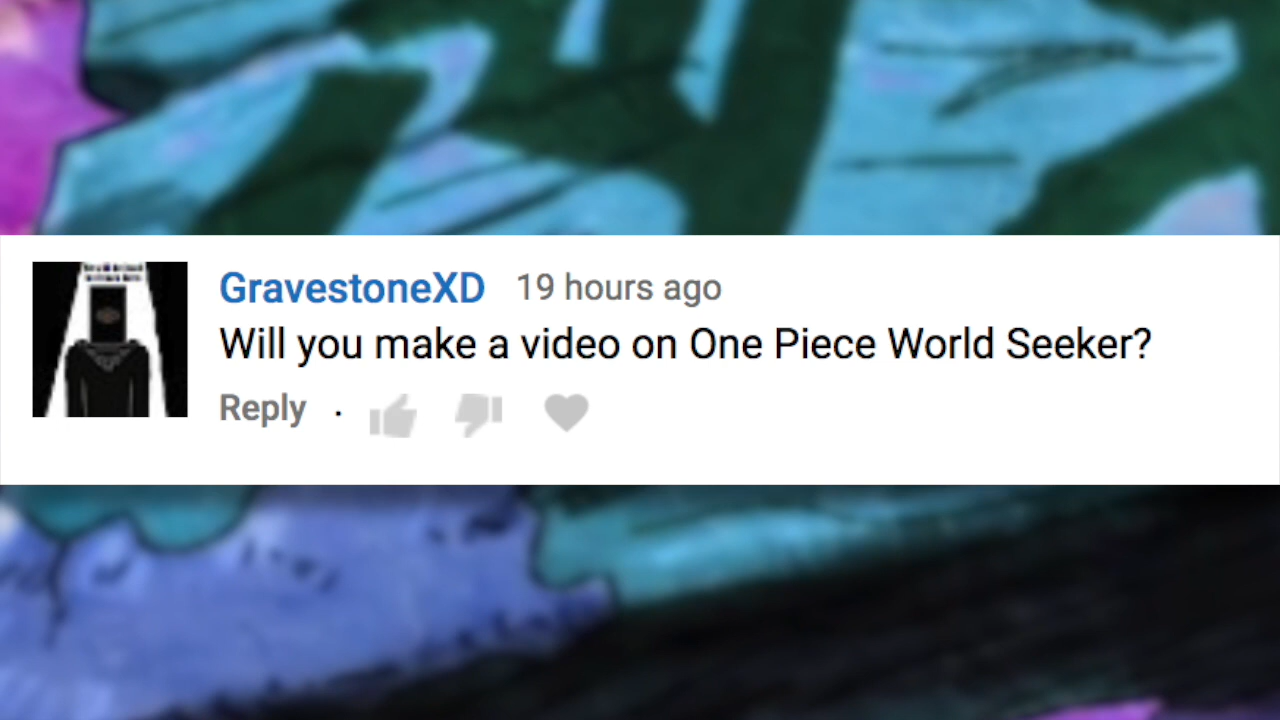 GravestoneXD 19 hours ago
Will you make a video on One Piece World Seeker?
Reply ·